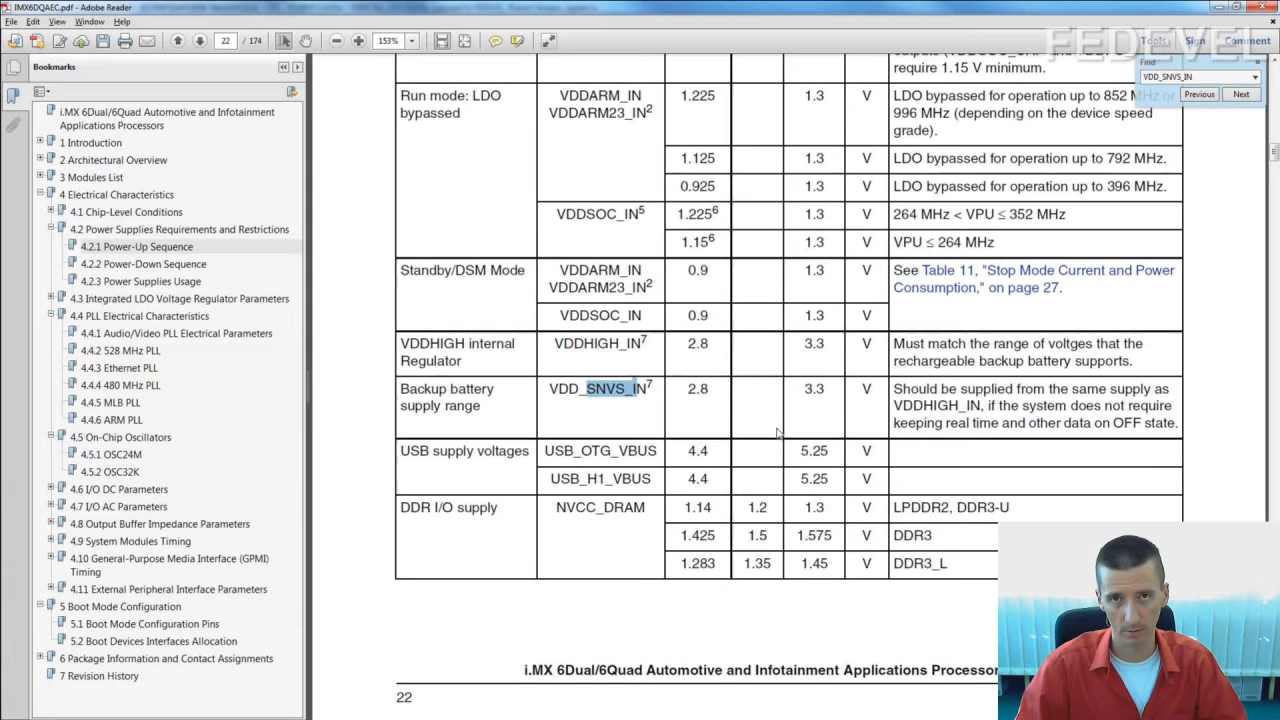 IMX6DQAEC.pdf - Adobe Reader
File Edit View Window Help
22 / 174
153%
Tools Sign Comment
FEDEVEL
Find
VDD_SNVS_IN
Previous Next
Bookmarks
i.MX 6Dual/6Quad Automotive and Infotainment
Applications Processors
1 Introduction
2 Architectural Overview
3 Modules List
4 Electrical Characteristics
4.1 Chip-Level Conditions
4.2 Power Supplies Requirements and Restrictions
4.2.1 Power-Up Sequence
4.2.2 Power-Down Sequence
4.2.3 Power Supplies Usage
4.3 Integrated LDO Voltage Regulator Parameters
4.4 PLL Electrical Characteristics
4.4.1 Audio/Video PLL Electrical Parameters
4.4.2 528 MHz PLL
4.4.3 Ethernet PLL
4.4.4 480 MHz PLL
4.4.5 MLB PLL
4.4.6 ARM PLL
4.5 On-Chip Oscillators
4.5.1 OSC24M
4.5.2 OSC32K
4.6 I/O DC Parameters
4.7 I/O AC Parameters
4.8 Output Buffer Impedance Parameters
4.9 System Modules Timing
4.10 General-Purpose Media Interface (GPMI)
Timing
4.11 External Peripheral Interface Parameters
5 Boot Mode Configuration
5.1 Boot Mode Configuration Pins
5.2 Boot Devices Interfaces Allocation
6 Package Information and Contact Assignments
7 Revision History
require 1.15 V minimum.
Run mode: LDO
bypassed
VDDARM_IN
VDDARM23_IN2
1.225 1.3 V
LDO bypassed for operation up to 852 MHz or
996 MHz (depending on the device speed
grade).
1.125 1.3 V LDO bypassed for operation up to 792 MHz.
0.925 1.3 V LDO bypassed for operation up to 396 MHz.
VDDSOC_IN5 1.2256 1.3 V 264 MHz < VPU ≤ 352 MHz
1.156 1.3 V VPU ≤ 264 MHz
Standby/DSM Mode
VDDARM_IN
VDDARM23_IN2
0.9 1.3 V
See Table 11, "Stop Mode Current and Power
Consumption," on page 27.
VDDSOC_IN 0.9 1.3 V
VDDHIGH internal
Regulator
VDDHIGH_IN7 2.8 3.3 V
Must match the range of voltges that the
rechargeable backup battery supports.
Backup battery
supply range
VDD_SNVS_IN7 2.8 3.3 V
Should be supplied from the same supply as
VDDHIGH_IN, if the system does not require
keeping real time and other data on OFF state.
USB supply voltages USB_OTG_VBUS 4.4 5.25 V
USB_H1_VBUS 4.4 5.25 V
DDR I/O supply NVCC_DRAM 1.14 1.2 1.3 V LPDDR2, DDR3-U
1.425 1.5 1.575 V DDR3
1.283 1.35 1.45 V DDR3_L
i.MX 6Dual/6Quad Automotive and Infotainment Applications Processor
22